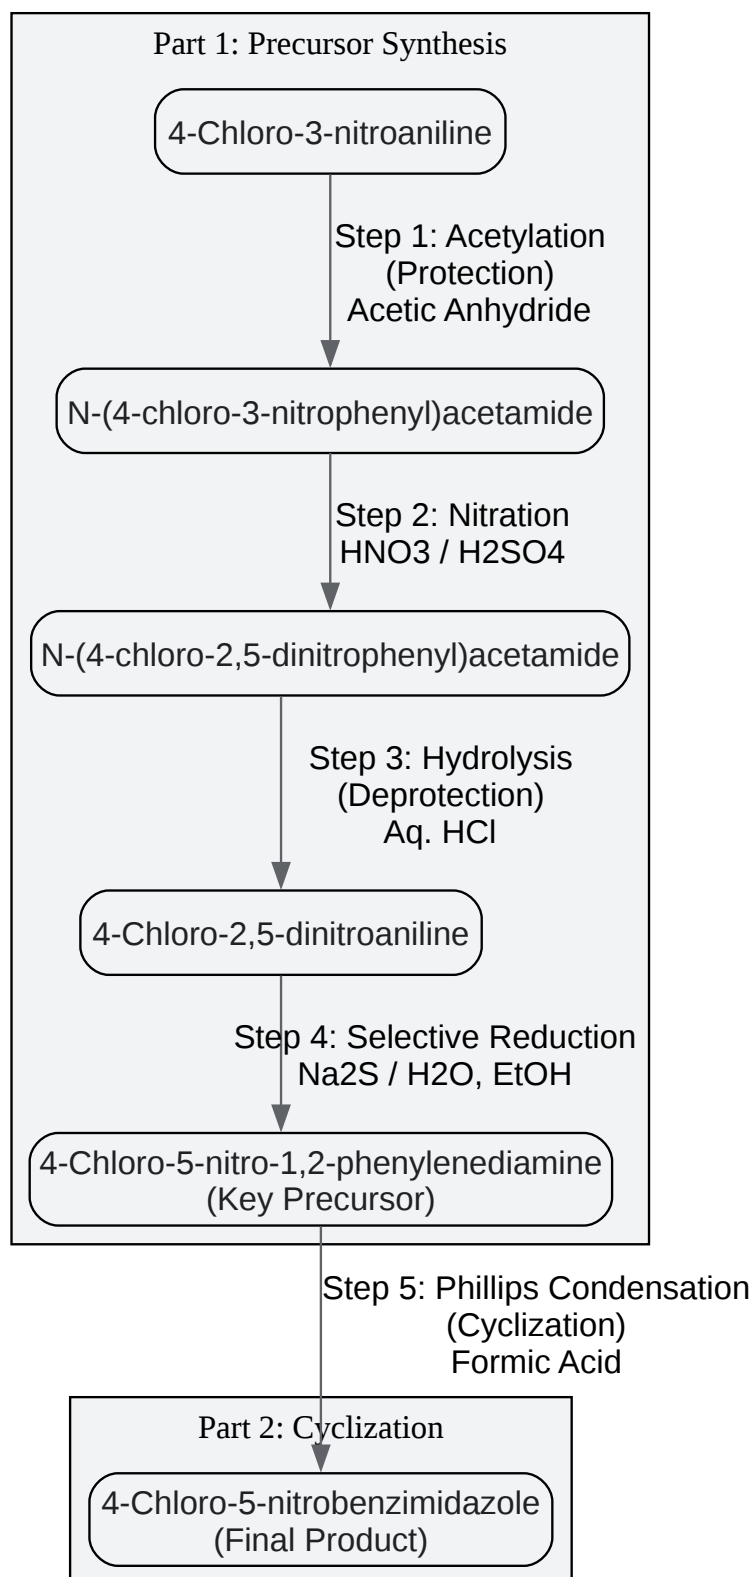 Part 1: Precursor Synthesis
4-Chloro-3-nitroaniline
Step 1: Acetylation
(Protection)
Acetic Anhydride
N-(4-chloro-3-nitrophenyl)acetamide
Step 2: Nitration
HNO3 / H2SO4
N-(4-chloro-2,5-dinitrophenyl)acetamide
Step 3: Hydrolysis
(Deprotection)
Aq. HCl
4-Chloro-2,5-dinitroaniline
Step 4: Selective Reduction
Na2S / H2O, EtOH
4-Chloro-5-nitro-1,2-phenylenediamine
(Key Precursor)
Step 5: Phillips Condensation
(Cyclization)
Formic Acid
Part 2: Cyclization
4-Chloro-5-nitrobenzimidazole
(Final Product)